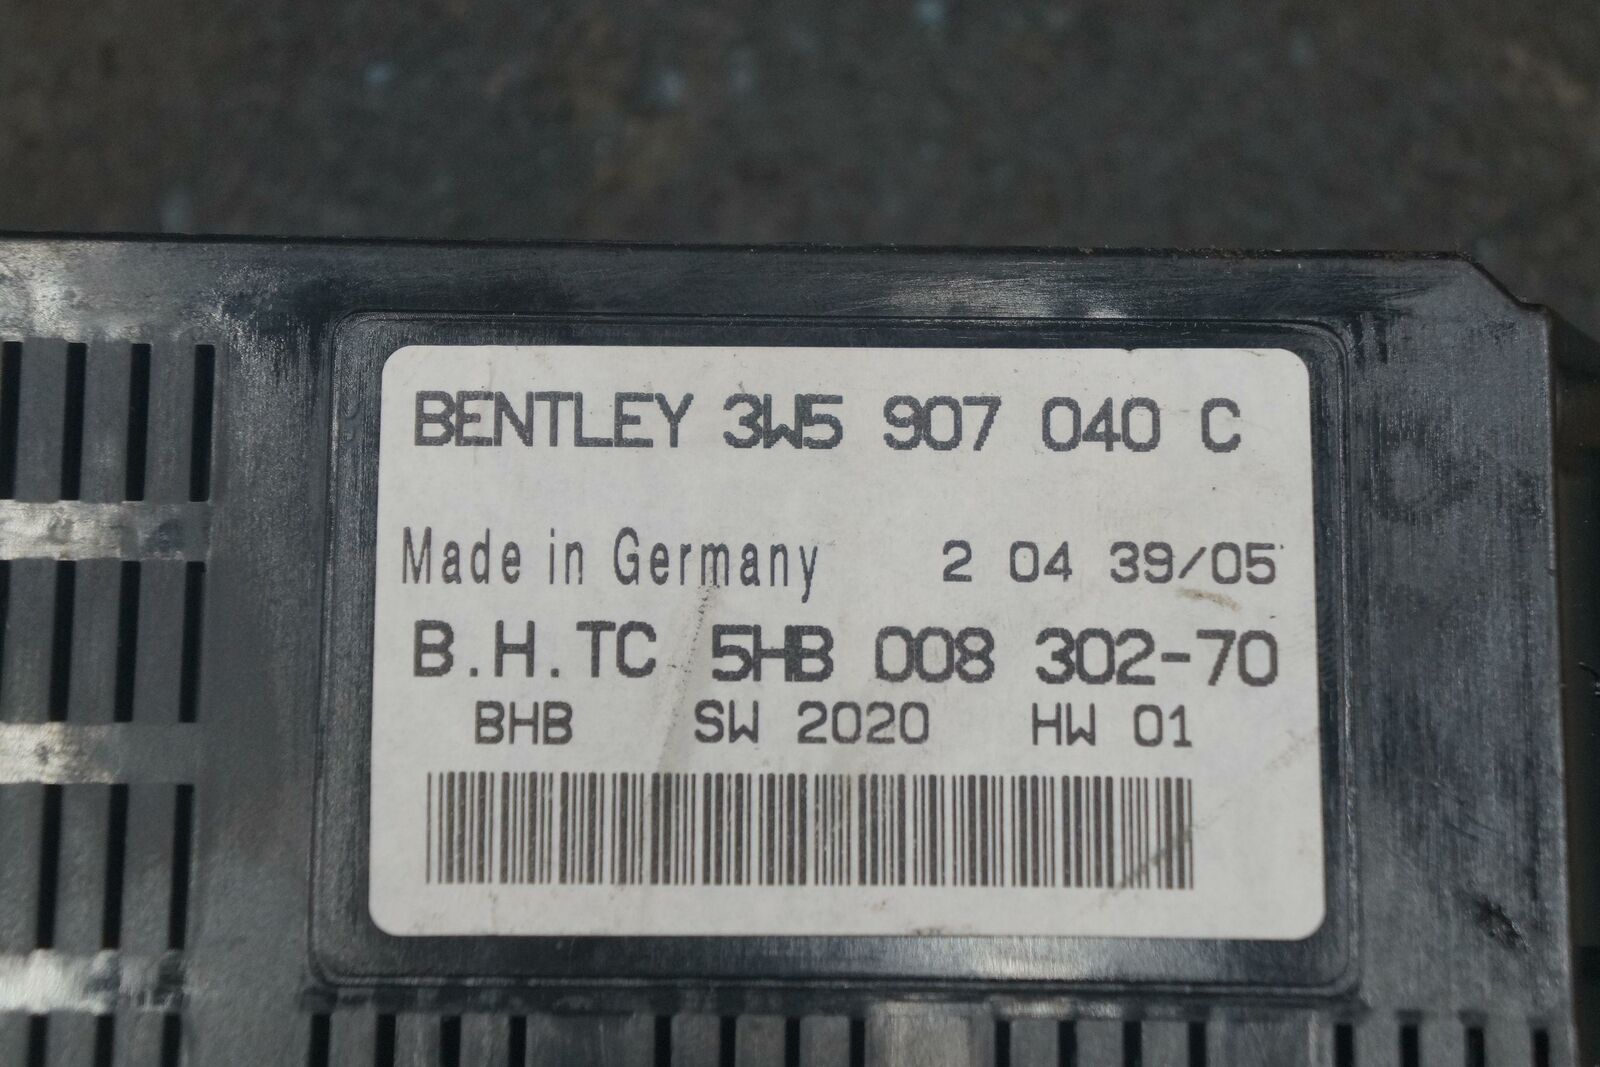 BENTLEY 3W5 907 040 C
Made in Germany 2 04 39/05
B.H.TC 5HB 008 302-70
BHB SW 2020 HW 01